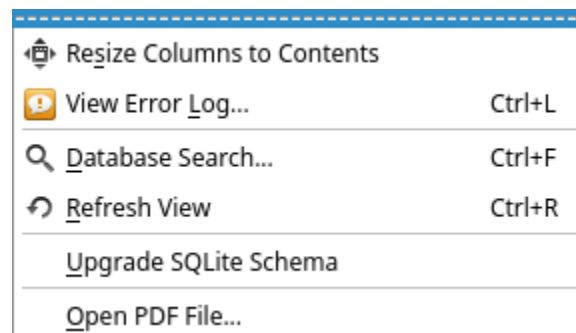 Resize Columns to Contents
View Error Log... Ctrl+L
Database Search... Ctrl+F
Refresh View Ctrl+R
Upgrade SQLite Schema
Open PDF File...